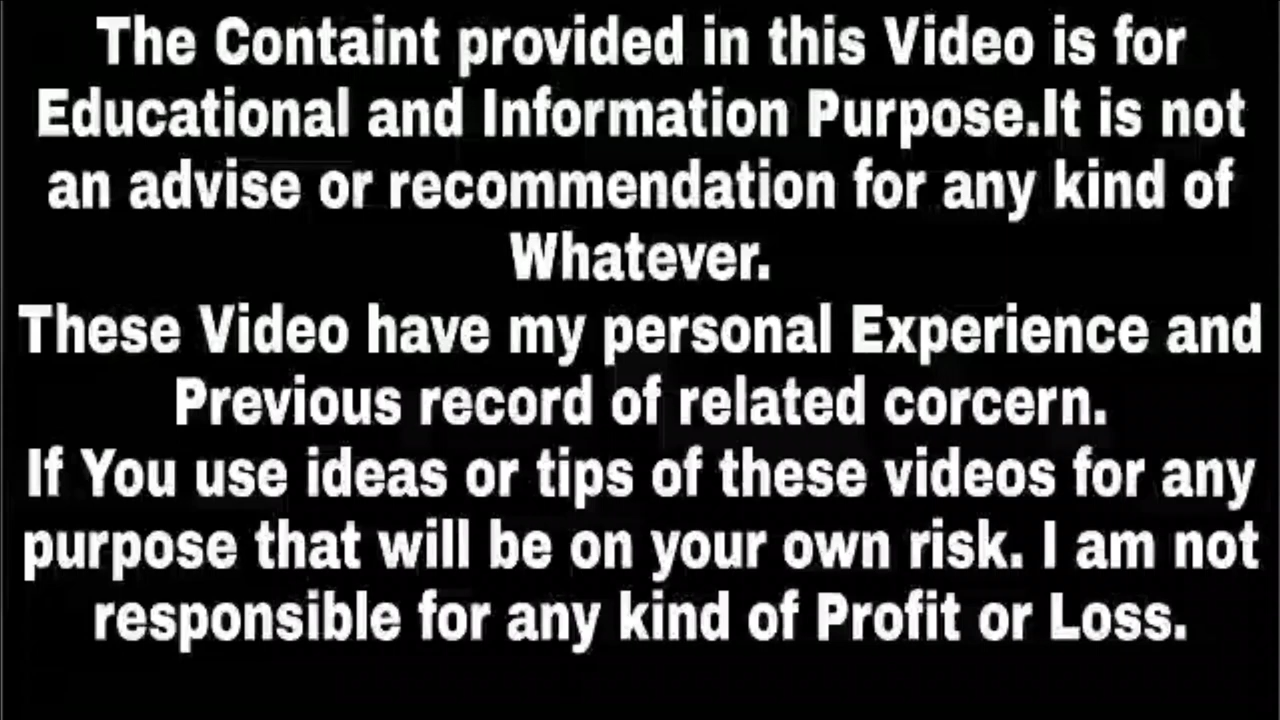 The Containt provided in this Video is for
Educational and Information Purpose.It is not
an advise or recommendation for any kind of
Whatever.
These Video have my personal Experience and
Previous record of related corcern.
If You use ideas or tips of these videos for any
purpose that will be on your own risk. I am not
responsible for any kind of Profit or Loss.